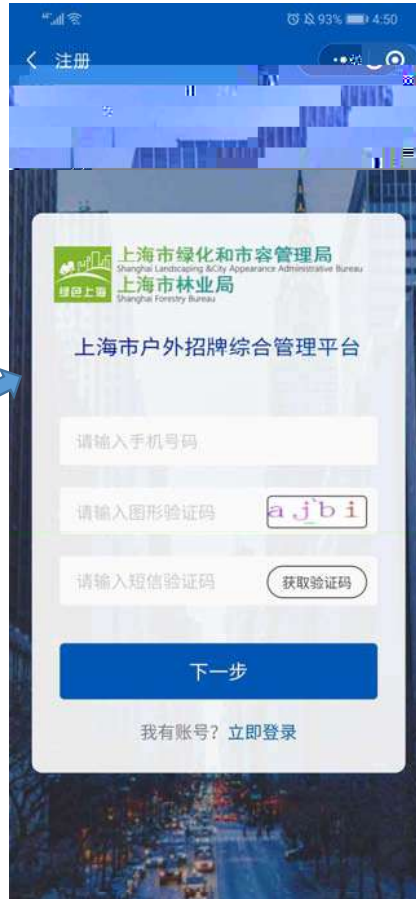 4G 93% 4:50
注册
上海市绿化和市容管理局
Shanghai Landscaping &City Appearance Administrative Bureau
上海市林业局
Shanghai Forestry Bureau
绿色上海
上海市户外招牌综合管理平台
请输入手机号码
请输入图形验证码
ajbi
请输入短信验证码
获取验证码
下一步
我有账号？立即登录